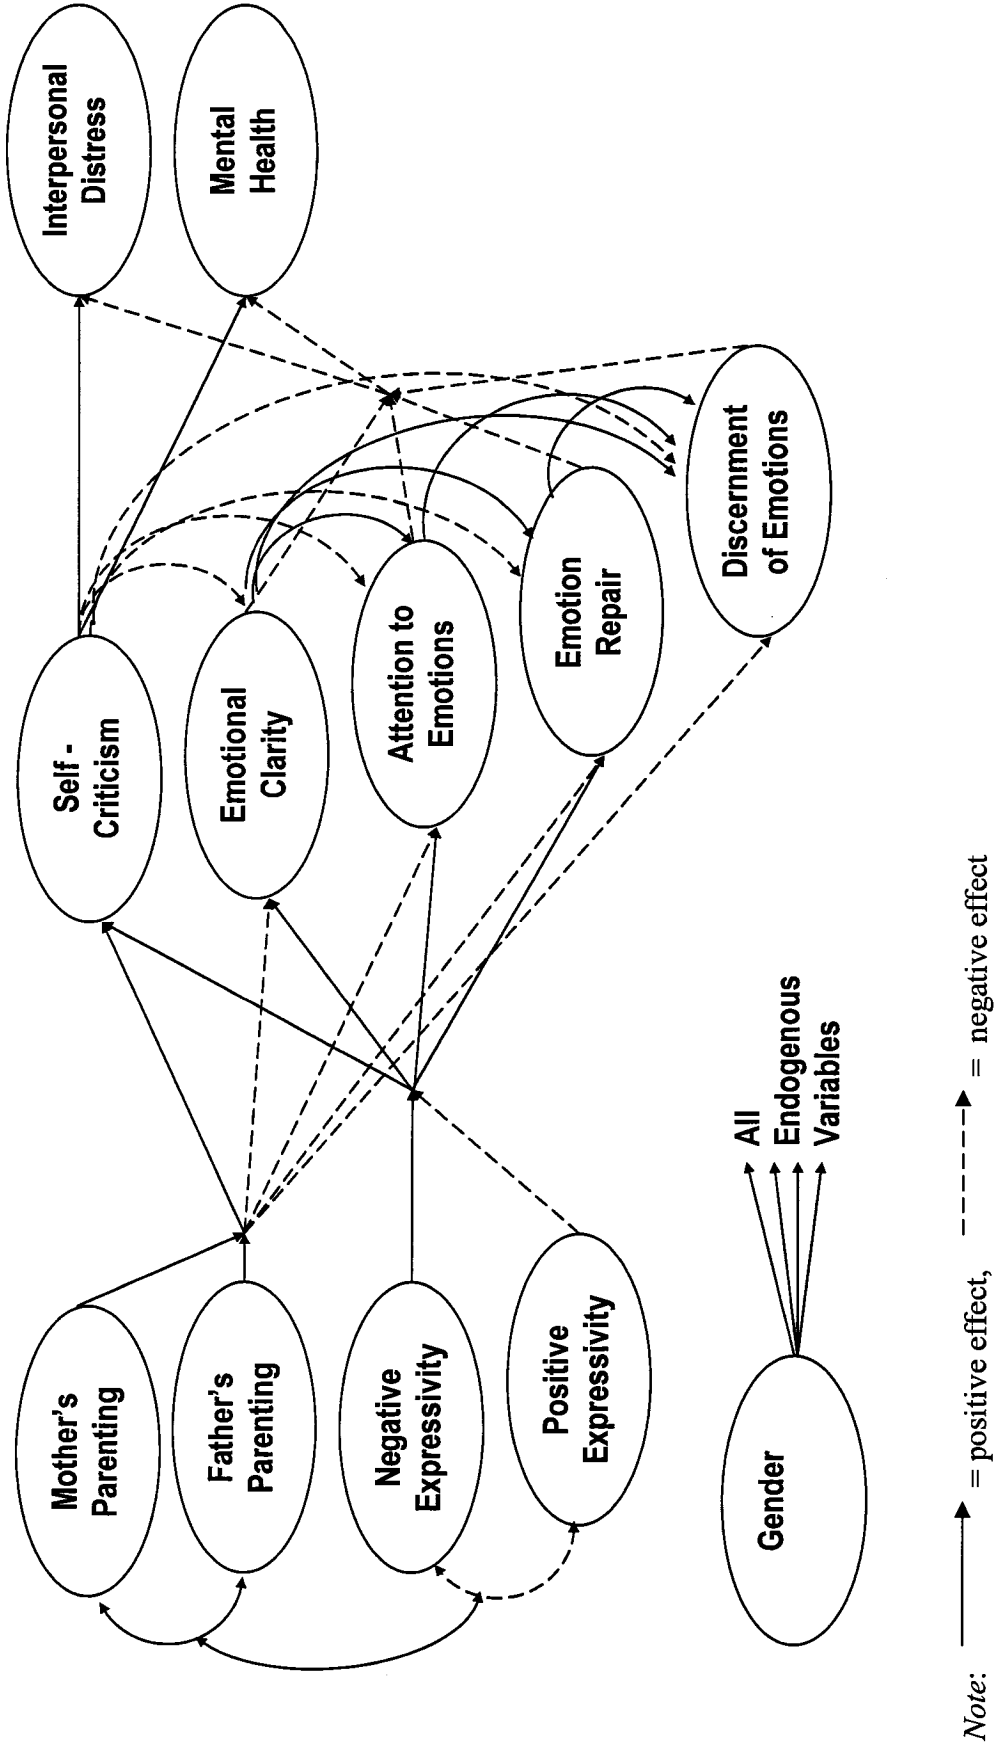 Mother's
Parenting
Father's
Parenting
Negative
Expressivity
Positive
Expressivity
Gender
All
Endogenous
Variables
Self -
Criticism
Emotional
Clarity
Attention to
Emotions
Emotion
Repair
Discernment
of Emotions
Interpersonal
Distress
Mental
Health
Note: = positive effect, = negative effect